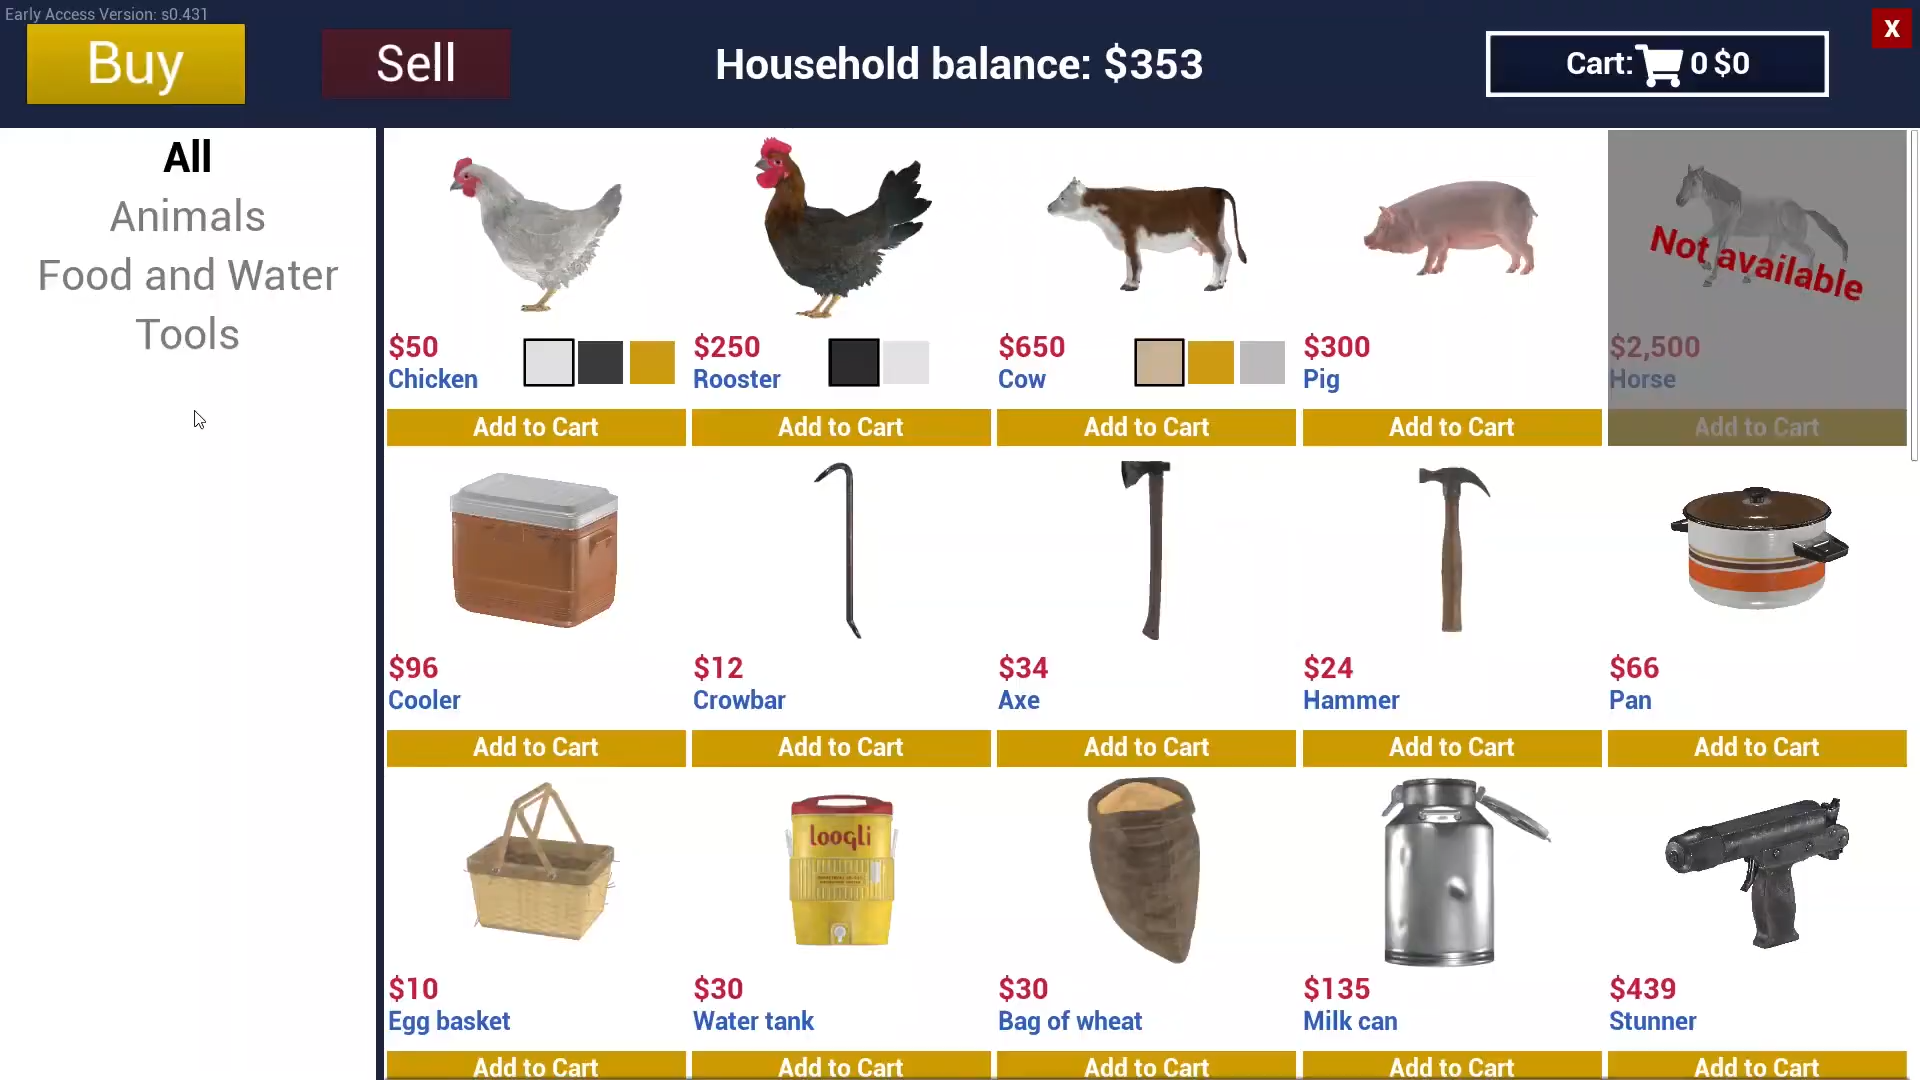 Early Access Version: s0.431
Buy
Sell
Household balance: $353
Cart: 0 $0
X
All
Animals
Food and Water
Tools
$50
Chicken
Add to Cart
$250
Rooster
Add to Cart
$650
Cow
Add to Cart
$300
Pig
Add to Cart
Not available
$2,500
Horse
Add to Cart
$96
Cooler
Add to Cart
$12
Crowbar
Add to Cart
$34
Axe
Add to Cart
$24
Hammer
Add to Cart
$66
Pan
Add to Cart
$10
Egg basket
Add to Cart
looqli
$30
Water tank
Add to Cart
$30
Bag of wheat
Add to Cart
$135
Milk can
Add to Cart
$439
Stunner
Add to Cart